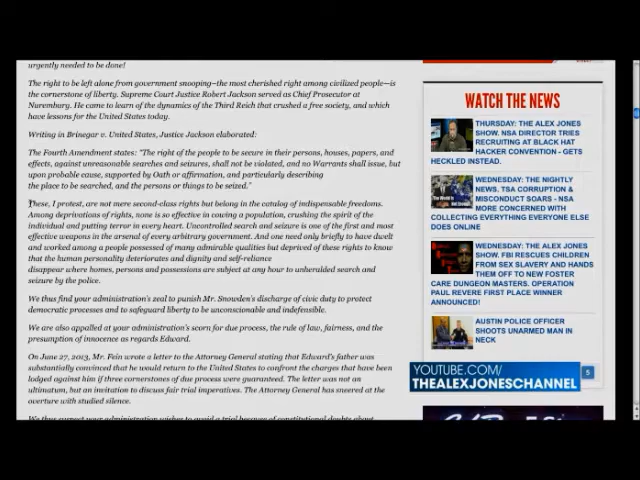 urgently needed to be done!
The right to be left alone from government snooping–the most cherished right among civilized people–is
the cornerstone of liberty. Supreme Court Justice Robert Jackson served as Chief Prosecutor at
Nuremburg. He came to learn of the dynamics of the Third Reich that crushed a free society, and which
have lessons for the United States today.
Writing in Brinegar v. United States, Justice Jackson elaborated:
The Fourth Amendment states: "The right of the people to be secure in their persons, houses, papers, and
effects, against unreasonable searches and seizures, shall not be violated, and no Warrants shall issue, but
upon probable cause, supported by Oath or affirmation, and particularly describing
the place to be searched, and the persons or things to be seized."
These, I protest, are not mere second-class rights but belong in the catalog of indispensable freedoms.
Among deprivations of rights, none is so effective in cowing a population, crushing the spirit of the
individual and putting terror in every heart. Uncontrolled search and seizure is one of the first and most
effective weapons in the arsenal of every arbitrary government. And one need only briefly to have dwelt
and worked among a people possessed of many admirable qualities but deprived of these rights to know
that the human personality deteriorates and dignity and self-reliance
disappear where homes, persons and possessions are subject at any hour to unheralded search and
seizure by the police.
We thus find your administration's zeal to punish Mr. Snowden's discharge of civic duty to protect
democratic processes and to safeguard liberty to be unconscionable and indefensible.
We are also appalled at your administration's scorn for due process, the rule of law, fairness, and the
presumption of innocence as regards Edward.
On June 27, 2013, Mr. Fein wrote a letter to the Attorney General stating that Edward's father was
substantially convinced that he would return to the United States to confront the charges that have been
lodged against him if three cornerstones of due process were guaranteed. The letter was not an
ultimatum, but an invitation to discuss fair trial imperatives. The Attorney General has sneered at the
overture with studied silence.
We thus suspect your administration wishes to avoid a trial because of constitutional doubts about
WATCH THE NEWS
THURSDAY: THE ALEX JONES
SHOW. NSA DIRECTOR TRIES
RECRUITING AT BLACK HAT
HACKER CONVENTION - GETS
HECKLED INSTEAD.
WEDNESDAY: THE NIGHTLY
NEWS. TSA CORRUPTION &
MISCONDUCT SOARS - NSA
MORE CONCERNED WITH
COLLECTING EVERYTHING EVERYONE ELSE
DOES ONLINE
WEDNESDAY: THE ALEX JONES
SHOW. FBI RESCUES CHILDREN
FROM SEX SLAVERY AND HANDS
THEM OFF TO NEW FOSTER
CARE DUNGEON MASTERS. OPERATION
PAUL REVERE FIRST PLACE WINNER
ANNOUNCED!
AUSTIN POLICE OFFICER
SHOOTS UNARMED MAN IN
NECK
YOUTUBE.COM/
THEALEXJONESCHANNEL
5